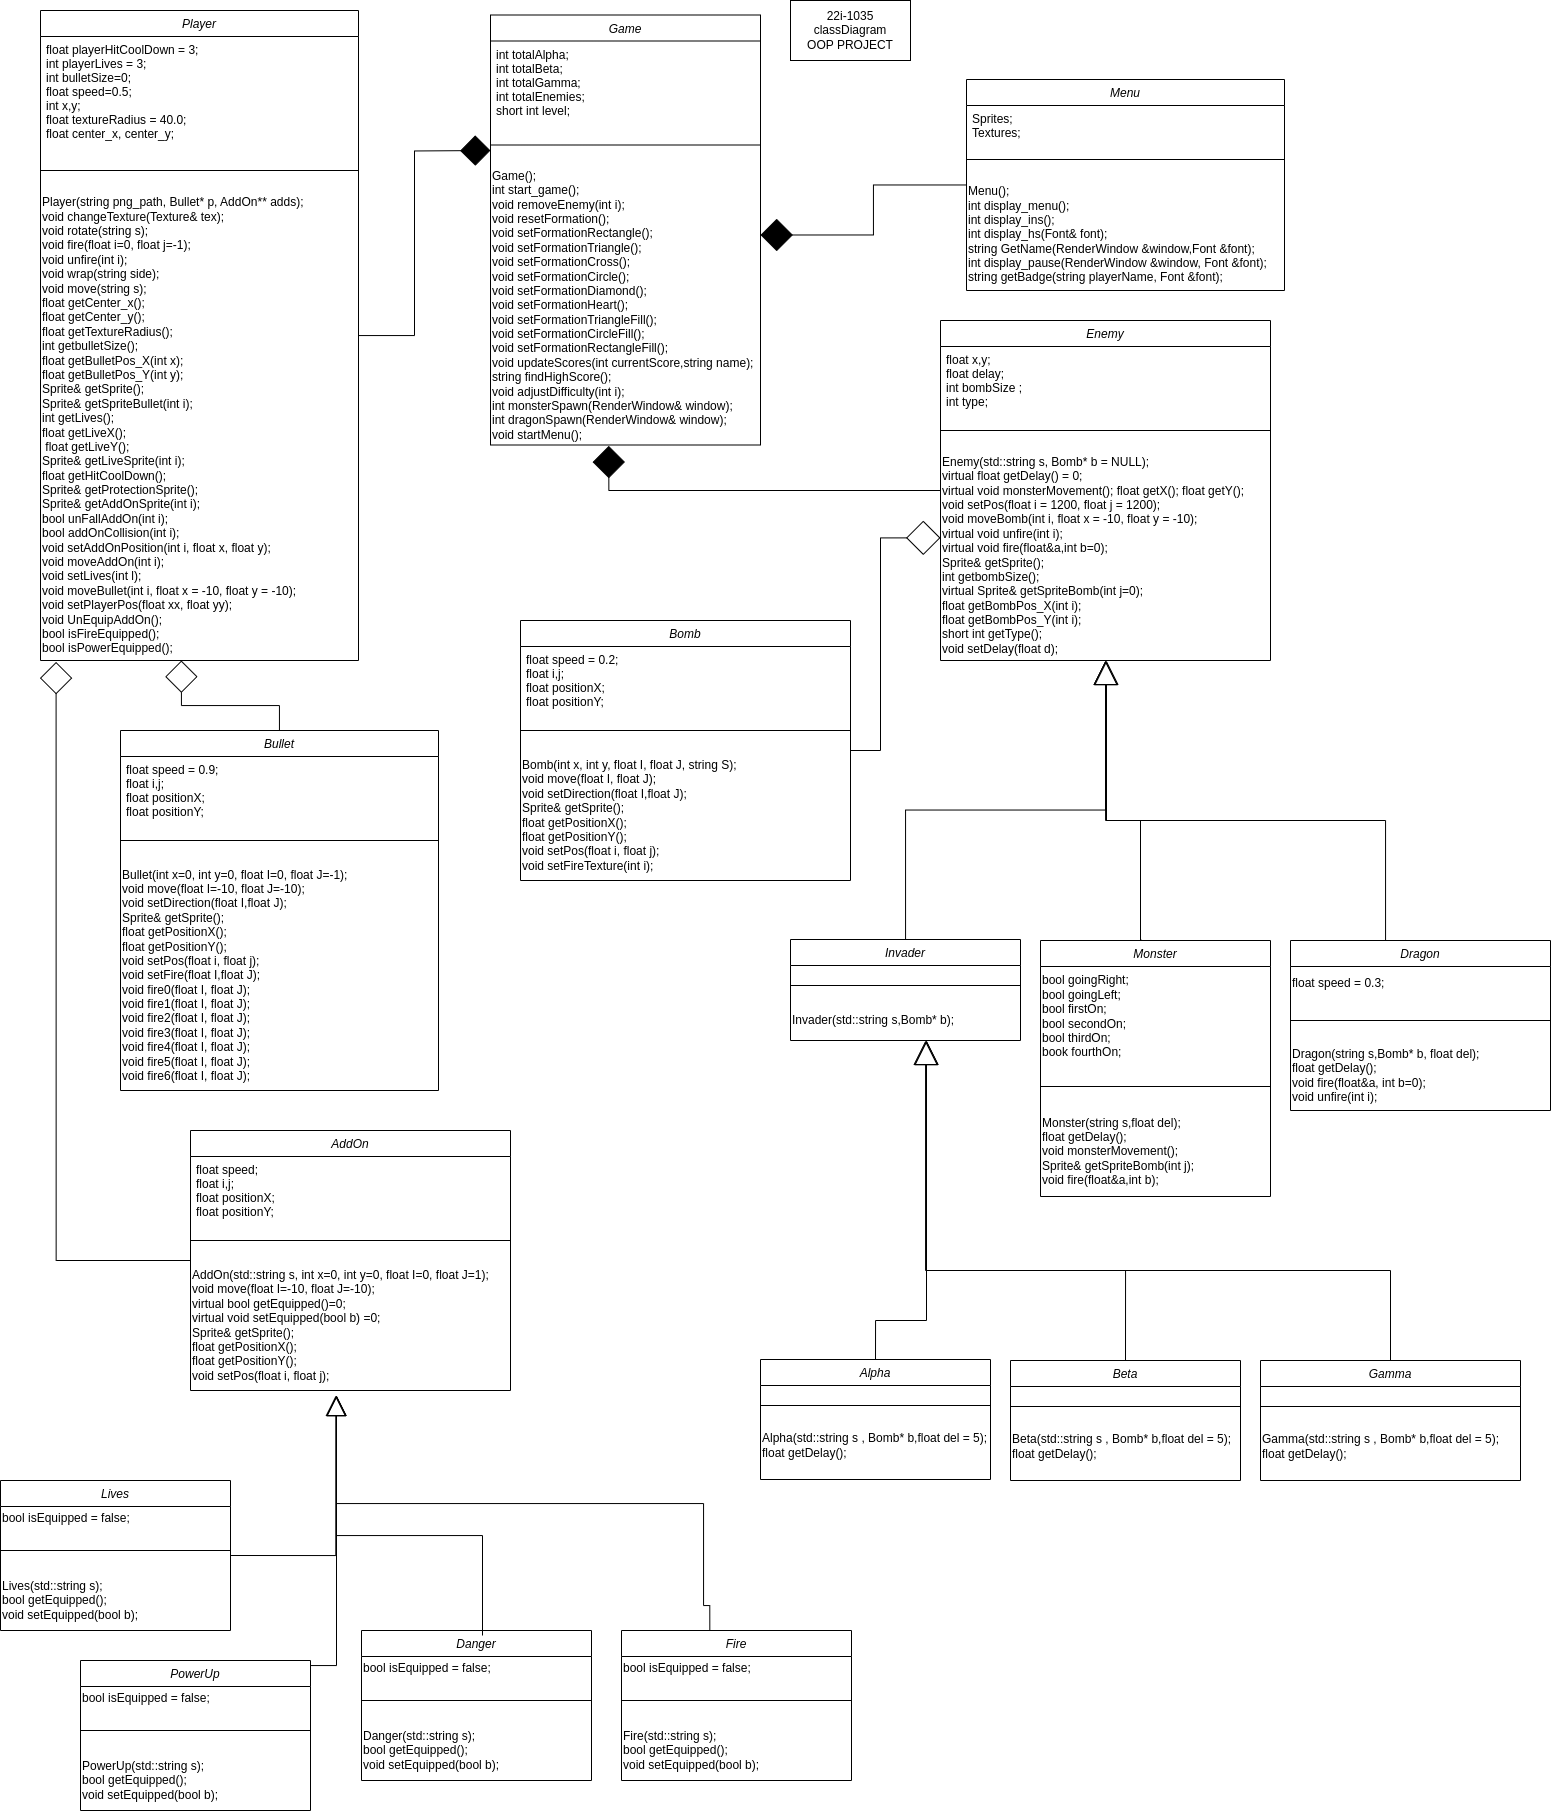 Player
float playerHitCoolDown = 3;
int playerLives = 3;
int bulletSize=0;
float speed=0.5;
int x,y;
float textureRadius = 40.0;
float center_x, center_y;
Player(string png_path, Bullet* p, AddOn** adds);
void changeTexture(Texture& tex);
void rotate(string s);
void fire(float i=0, float j=-1);
void unfire(int i);
void wrap(string side);
void move(string s);
float getCenter_x();
float getCenter_y();
float getTextureRadius();
int getbulletSize();
float getBulletPos_X(int x);
float getBulletPos_Y(int y);
Sprite& getSprite();
Sprite& getSpriteBullet(int i);
int getLives();
float getLiveX();
float getLiveY();
Sprite& getLiveSprite(int i);
float getHitCoolDown();
Sprite& getProtectionSprite();
Sprite& getAddOnSprite(int i);
bool unFallAddOn(int i);
bool addOnCollision(int i);
void setAddOnPosition(int i, float x, float y);
void moveAddOn(int i);
void setLives(int l);
void moveBullet(int i, float x = -10, float y = -10);
void setPlayerPos(float xx, float yy);
void UnEquipAddOn();
bool isFireEquipped();
bool isPowerEquipped();
Game
int totalAlpha;
int totalBeta;
int totalGamma;
int totalEnemies;
short int level;
Game();
int start_game();
void removeEnemy(int i);
void resetFormation();
void setFormationRectangle();
void setFormationTriangle();
void setFormationCross();
void setFormationCircle();
void setFormationDiamond();
void setFormationHeart();
void setFormationTriangleFill();
void setFormationCircleFill();
void setFormationRectangleFill();
void updateScores(int currentScore,string name);
string findHighScore();
void adjustDifficulty(int i);
int monsterSpawn(RenderWindow& window);
int dragonSpawn(RenderWindow& window);
void startMenu();
22i-1035
classDiagram
OOP PROJECT
Menu
Sprites;
Textures;
Menu();
int display_menu();
int display_ins();
int display_hs(Font& font);
string GetName(RenderWindow &window,Font &font);
int display_pause(RenderWindow &window, Font &font);
string getBadge(string playerName, Font &font);
Enemy
float x,y;
float delay;
int bombSize ;
int type;
Enemy(std::string s, Bomb* b = NULL);
virtual float getDelay() = 0;
virtual void monsterMovement(); float getX(); float getY();
void setPos(float i = 1200, float j = 1200);
void moveBomb(int i, float x = -10, float y = -10);
virtual void unfire(int i);
virtual void fire(float&a,int b=0);
Sprite& getSprite();
int getbombSize();
virtual Sprite& getSpriteBomb(int j=0);
float getBombPos_X(int i);
float getBombPos_Y(int i);
short int getType();
void setDelay(float d);
Bomb
float speed = 0.2;
float i,j;
float positionX;
float positionY;
Bomb(int x, int y, float I, float J, string S);
void move(float I, float J);
void setDirection(float I,float J);
Sprite& getSprite();
float getPositionX();
float getPositionY();
void setPos(float i, float j);
void setFireTexture(int i);
Bullet
float speed = 0.9;
float i,j;
float positionX;
float positionY;
Bullet(int x=0, int y=0, float I=0, float J=-1);
void move(float I=-10, float J=-10);
void setDirection(float I,float J);
Sprite& getSprite();
float getPositionX();
float getPositionY();
void setPos(float i, float j);
void setFire(float I,float J);
void fire0(float I, float J);
void fire1(float I, float J);
void fire2(float I, float J);
void fire3(float I, float J);
void fire4(float I, float J);
void fire5(float I, float J);
void fire6(float I, float J);
Invader
Invader(std::string s,Bomb* b);
Monster
bool goingRight;
bool goingLeft;
bool firstOn;
bool secondOn;
bool thirdOn;
book fourthOn;
Monster(string s,float del);
float getDelay();
void monsterMovement();
Sprite& getSpriteBomb(int j);
void fire(float&a,int b);
Dragon
float speed = 0.3;
Dragon(string s,Bomb* b, float del);
float getDelay();
void fire(float&a, int b=0);
void unfire(int i);
AddOn
float speed;
float i,j;
float positionX;
float positionY;
AddOn(std::string s, int x=0, int y=0, float I=0, float J=1);
void move(float I=-10, float J=-10);
virtual bool getEquipped()=0;
virtual void setEquipped(bool b) =0;
Sprite& getSprite();
float getPositionX();
float getPositionY();
void setPos(float i, float j);
Alpha
Alpha(std::string s , Bomb* b,float del = 5);
float getDelay();
Beta
Beta(std::string s , Bomb* b,float del = 5);
float getDelay();
Gamma
Gamma(std::string s , Bomb* b,float del = 5);
float getDelay();
Lives
bool isEquipped = false;
Lives(std::string s);
bool getEquipped();
void setEquipped(bool b);
PowerUp
bool isEquipped = false;
PowerUp(std::string s);
bool getEquipped();
void setEquipped(bool b);
Danger
bool isEquipped = false;
Danger(std::string s);
bool getEquipped();
void setEquipped(bool b);
Fire
bool isEquipped = false;
Fire(std::string s);
bool getEquipped();
void setEquipped(bool b);